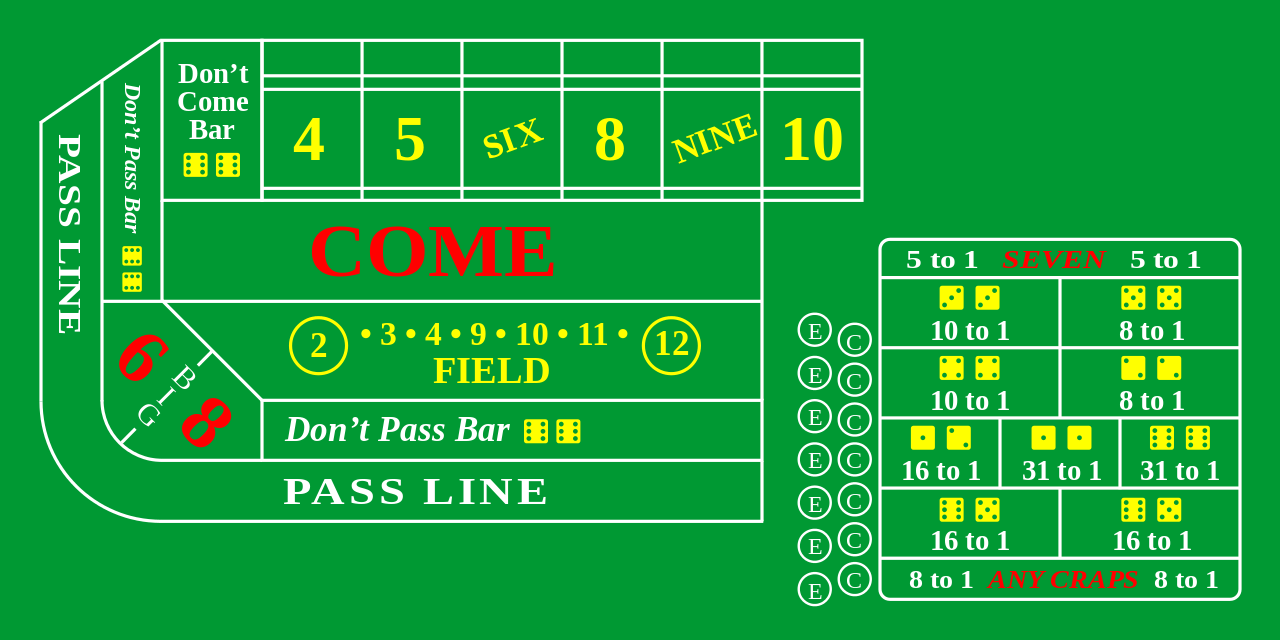 Don’t
Come
Bar
4 5 SIX 8 NINE 10
PASS LINE
Don’t Pass Bar
COME
2 • 3 • 4 • 9 • 10 • 11 • 12
FIELD
6
8
B
I
G
Don’t Pass Bar
PASS LINE
E C
E C
E C
E C
E C
E C
E C
5 to 1 SEVEN 5 to 1
10 to 1 8 to 1
10 to 1 8 to 1
16 to 1 31 to 1 31 to 1
16 to 1 16 to 1
8 to 1 ANY CRAPS 8 to 1